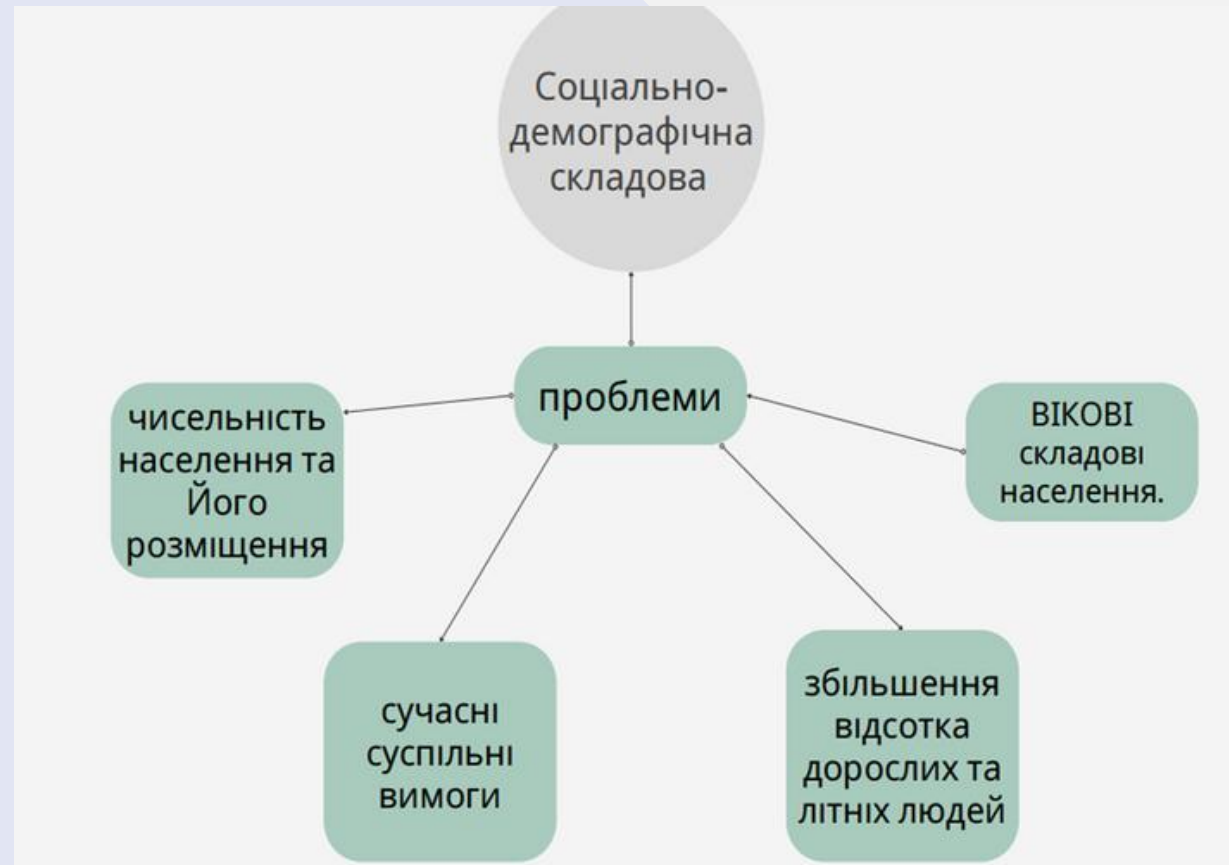 Соціально-
демографічна
складова
проблеми
чисельність
населення та
Його
розміщення
ВІКОВІ
складові
населення.
сучасні
суспільні
вимоги
збільшення
відсотка
дорослих та
літніх людей